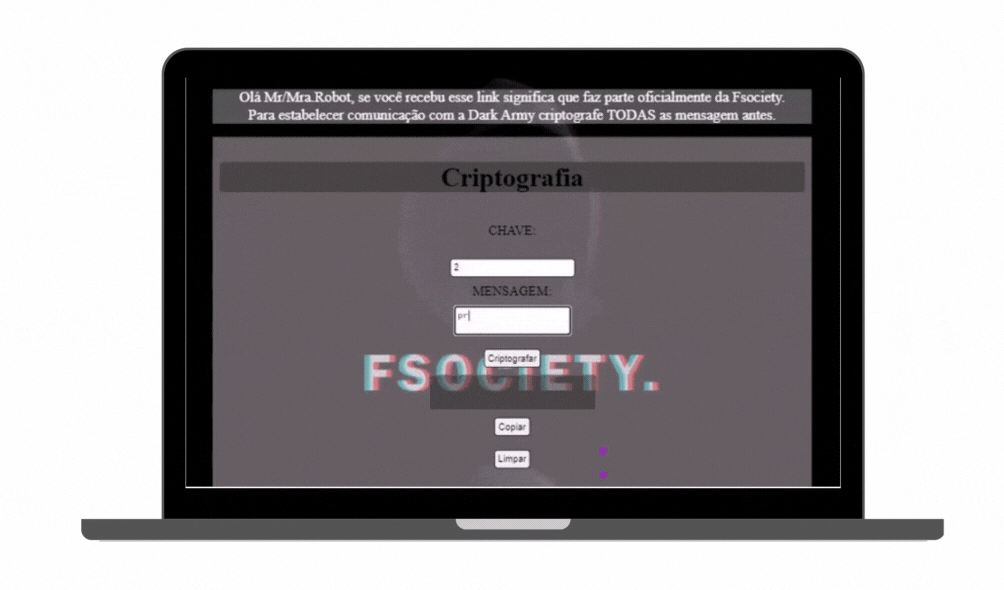 Olá Mr/Mra.Robot, se você recebu esse link significa que faz parte oficialmente da Fsociety.
Para estabelecer comunicação com a Dark Army criptografe TODAS as mensagem antes.
Criptografia
CHAVE:
2
MENSAGEM:
pr
Criptografar
FSOCIETY.
Copiar
Limpar